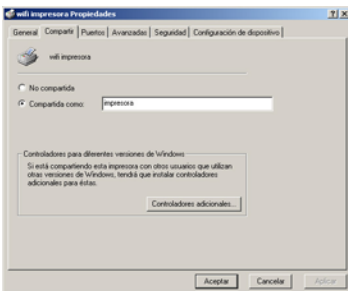 wifi impresora Propiedades
General Compartir Puertos Avanzadas Seguridad Configuración de dispositivo
wifi impresora
No compartida
Compartida como: impresora
Controladores para diferentes versiones de Windows
Si está compartiendo esta impresora con otros usuarios que utilizan
otras versiones de Windows, tendrá que instalar controladores
adicionales para éstas.
Controladores adicionales...
Aceptar Cancelar Aplicar